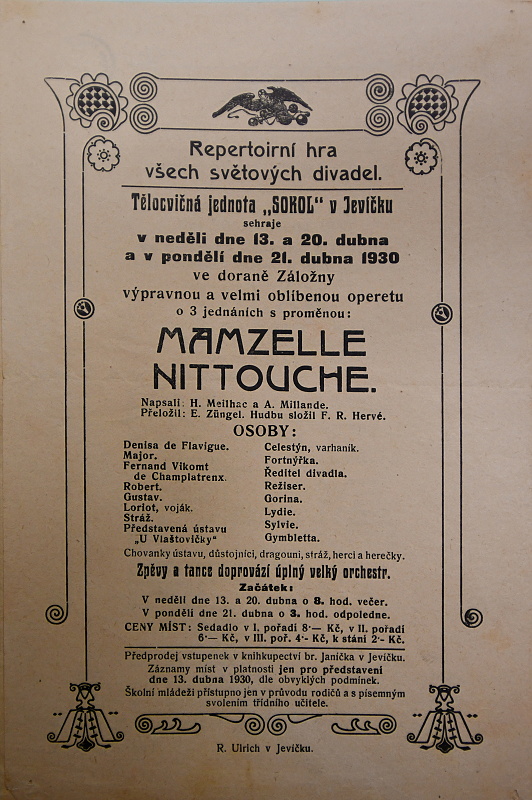 Repertoirní hra
všech světových divadel.
Tělocvičná jednota „SOKOL“ v Jevíčku
sehraje
v neděli dne 13. a 20. dubna
a v pondělí dne 21. dubna 1930
ve doraně Záložny
výpravnou a velmi oblíbenou operetu
o 3 jednáních s proměnou:
MAMZELLE
NITTOUCHE.
Napsali: H. Meilhac a A. Millande.
Přeložil: E. Züngel. Hudbu složil F. R. Hervé.
OSOBY:
Denisa de Flavigue.
Major.
Fernand Vikomt
de Champlatrenx.
Robert.
Gustav.
Loriot, voják.
Stráž.
Představená ústavu
„U Vlaštovičky“
Celestýn, varhaník.
Fortnýřka.
Ředitel divadla.
Režiser.
Gorina.
Lydie.
Sylvie.
Gymbletta.
Chovanky ústavu, důstojníci, dragouni, stráž, herci a herečky.
Zpěvy a tance doprovází úplný velký orchestr.
Začátek:
V neděli dne 13. a 20. dubna o 8. hod. večer.
V pondělí dne 21. dubna o 3. hod. odpoledne.
CENY MÍST: Sedadlo v I. pořadí 8·— Kč, v II. pořadí
6·— Kč, v III. poř. 4·- Kč, k stání 2·- Kč.
Předprodej vstupenek v knihkupectví br. Janíčka v Jevíčku.
Záznamy míst v platnosti jen pro představení
dne 13. dubna 1930, dle obvyklých podmínek.
Školní mládeži přístupno jen v průvodu rodičů a s písemným
svolením třídního učitele.
R. Ulrich v Jevíčku.